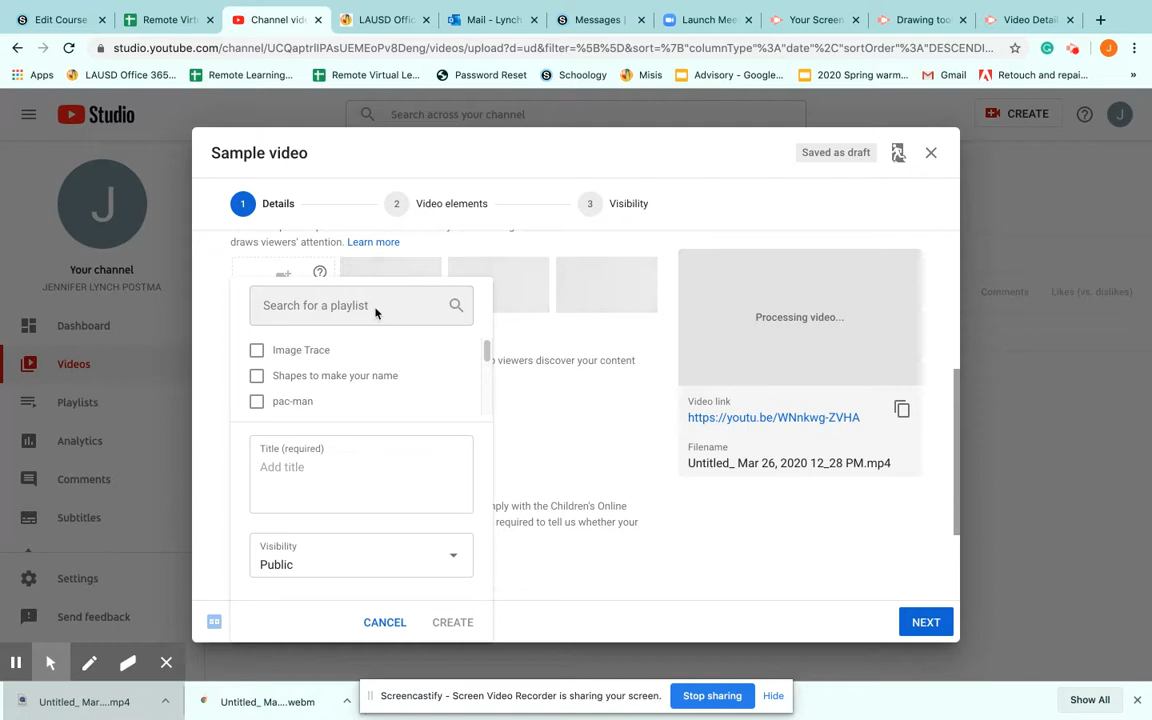 Edit Course
Remote Virtu
Channel vide
LAUSD Offic
Mail - Lynch
Messages |
Launch Mee
Your Screen
Drawing too
Video Detail
studio.youtube.com/channel/UCQaptrlIPAsUEMEoPv8Deng/videos/upload?d=ud&filter=%5B%5D&sort=%7B"columnType"%3A"date"%2C"sortOrder"%3A"DESCENDI...
J
Apps
LAUSD Office 365...
Remote Learning...
Remote Virtual Le...
Password Reset
Schoology
Misis
Advisory - Google...
2020 Spring warm...
Gmail
Retouch and repai...
»
Studio
Search across your channel
CREATE
J
J
Your channel
JENNIFER LYNCH POSTMA
Dashboard
Videos
Playlists
Analytics
Comments
Subtitles
Settings
Send feedback
Comments
Likes (vs. dislikes)
Sample video
Saved as draft
1 Details
2 Video elements
3 Visibility
draws viewers' attention. Learn more
Search for a playlist
Image Trace
Shapes to make your name
pac-man
Title (required)
Add title
Visibility
Public
CANCEL
CREATE
viewers discover your content
mply with the Children's Online
required to tell us whether your
Processing video...
Video link
https://youtu.be/WNnkwg-ZVHA
Filename
Untitled_ Mar 26, 2020 12_28 PM.mp4
NEXT
Untitled_ Mar....mp4
Untitled_ Ma....webm
Screencastify - Screen Video Recorder is sharing your screen.
Stop sharing
Hide
Show All